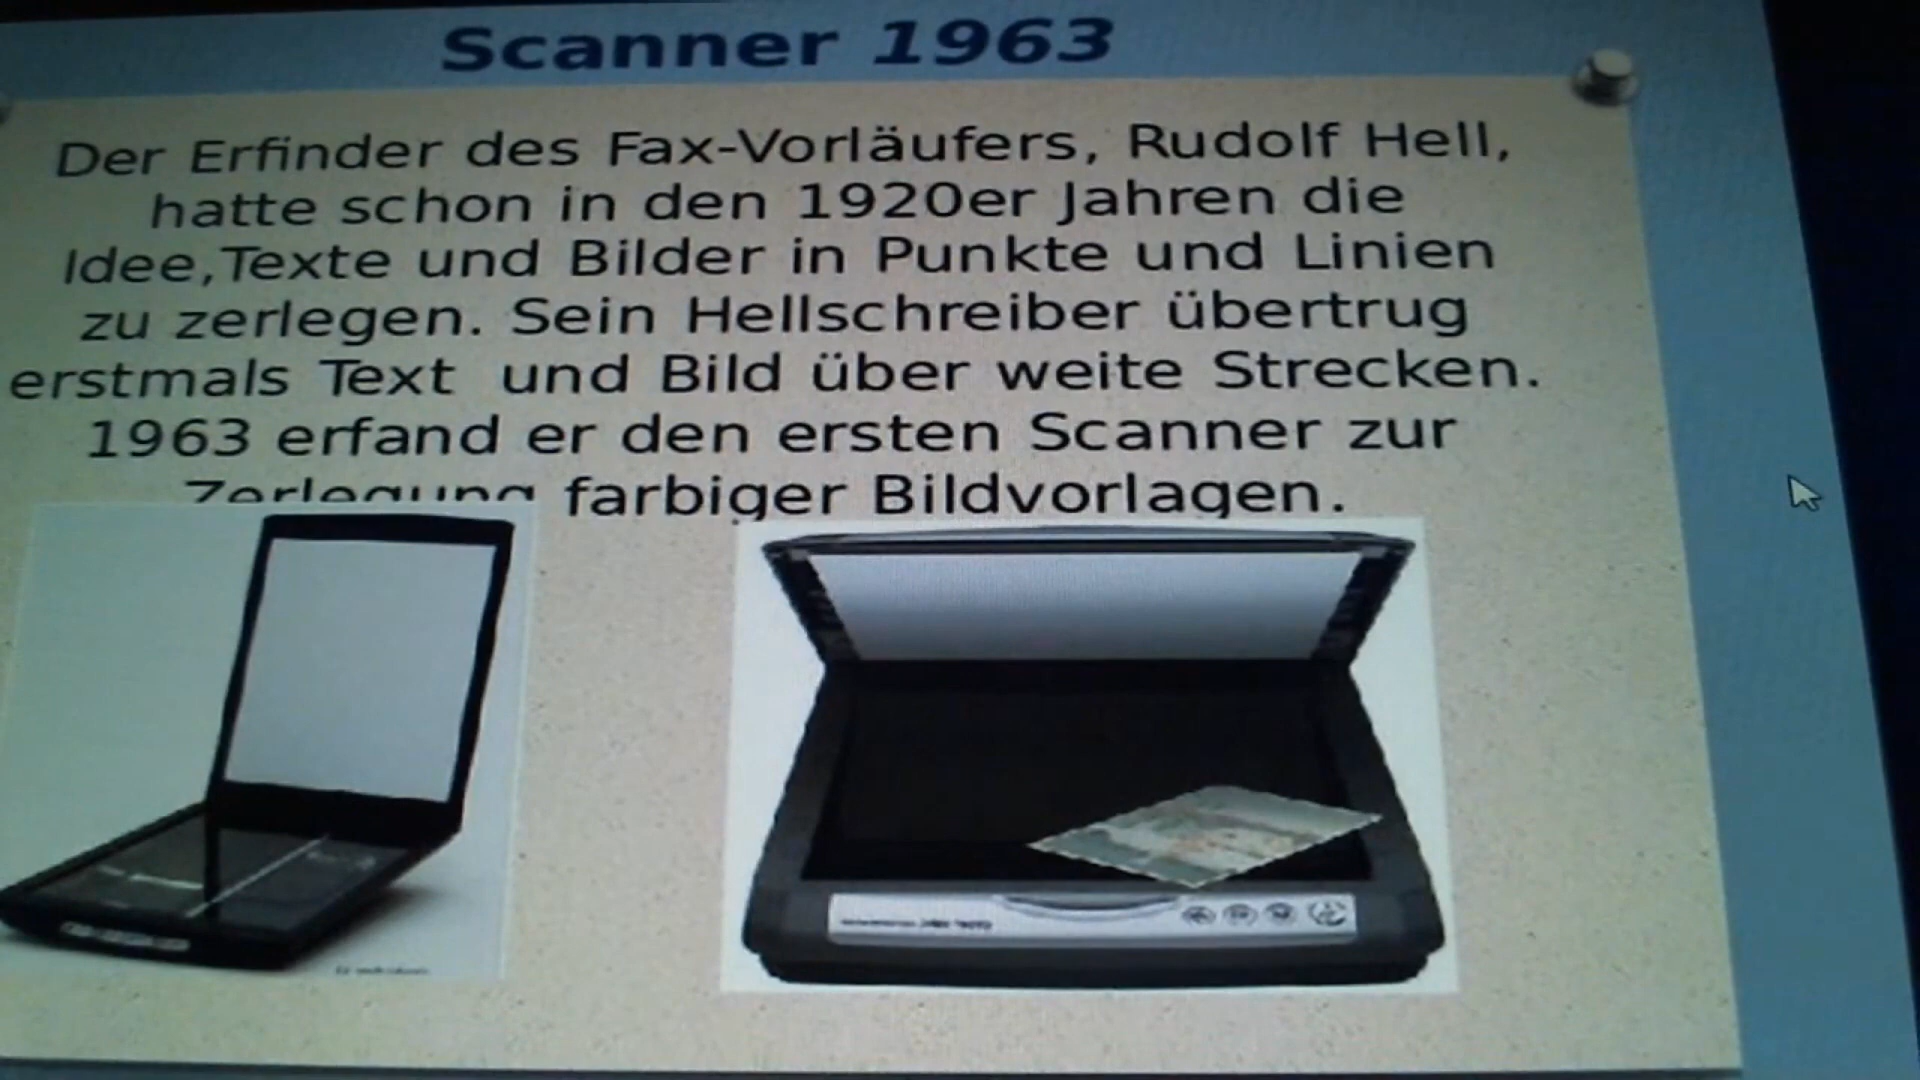 Scanner 1963
Der Erfinder des Fax-Vorläufers, Rudolf Hell,
hatte schon in den 1920er Jahren die
Idee,Texte und Bilder in Punkte und Linien
zu zerlegen. Sein Hellschreiber übertrug
erstmals Text und Bild über weite Strecken.
1963 erfand er den ersten Scanner zur
Zerlegung farbiger Bildvorlagen.